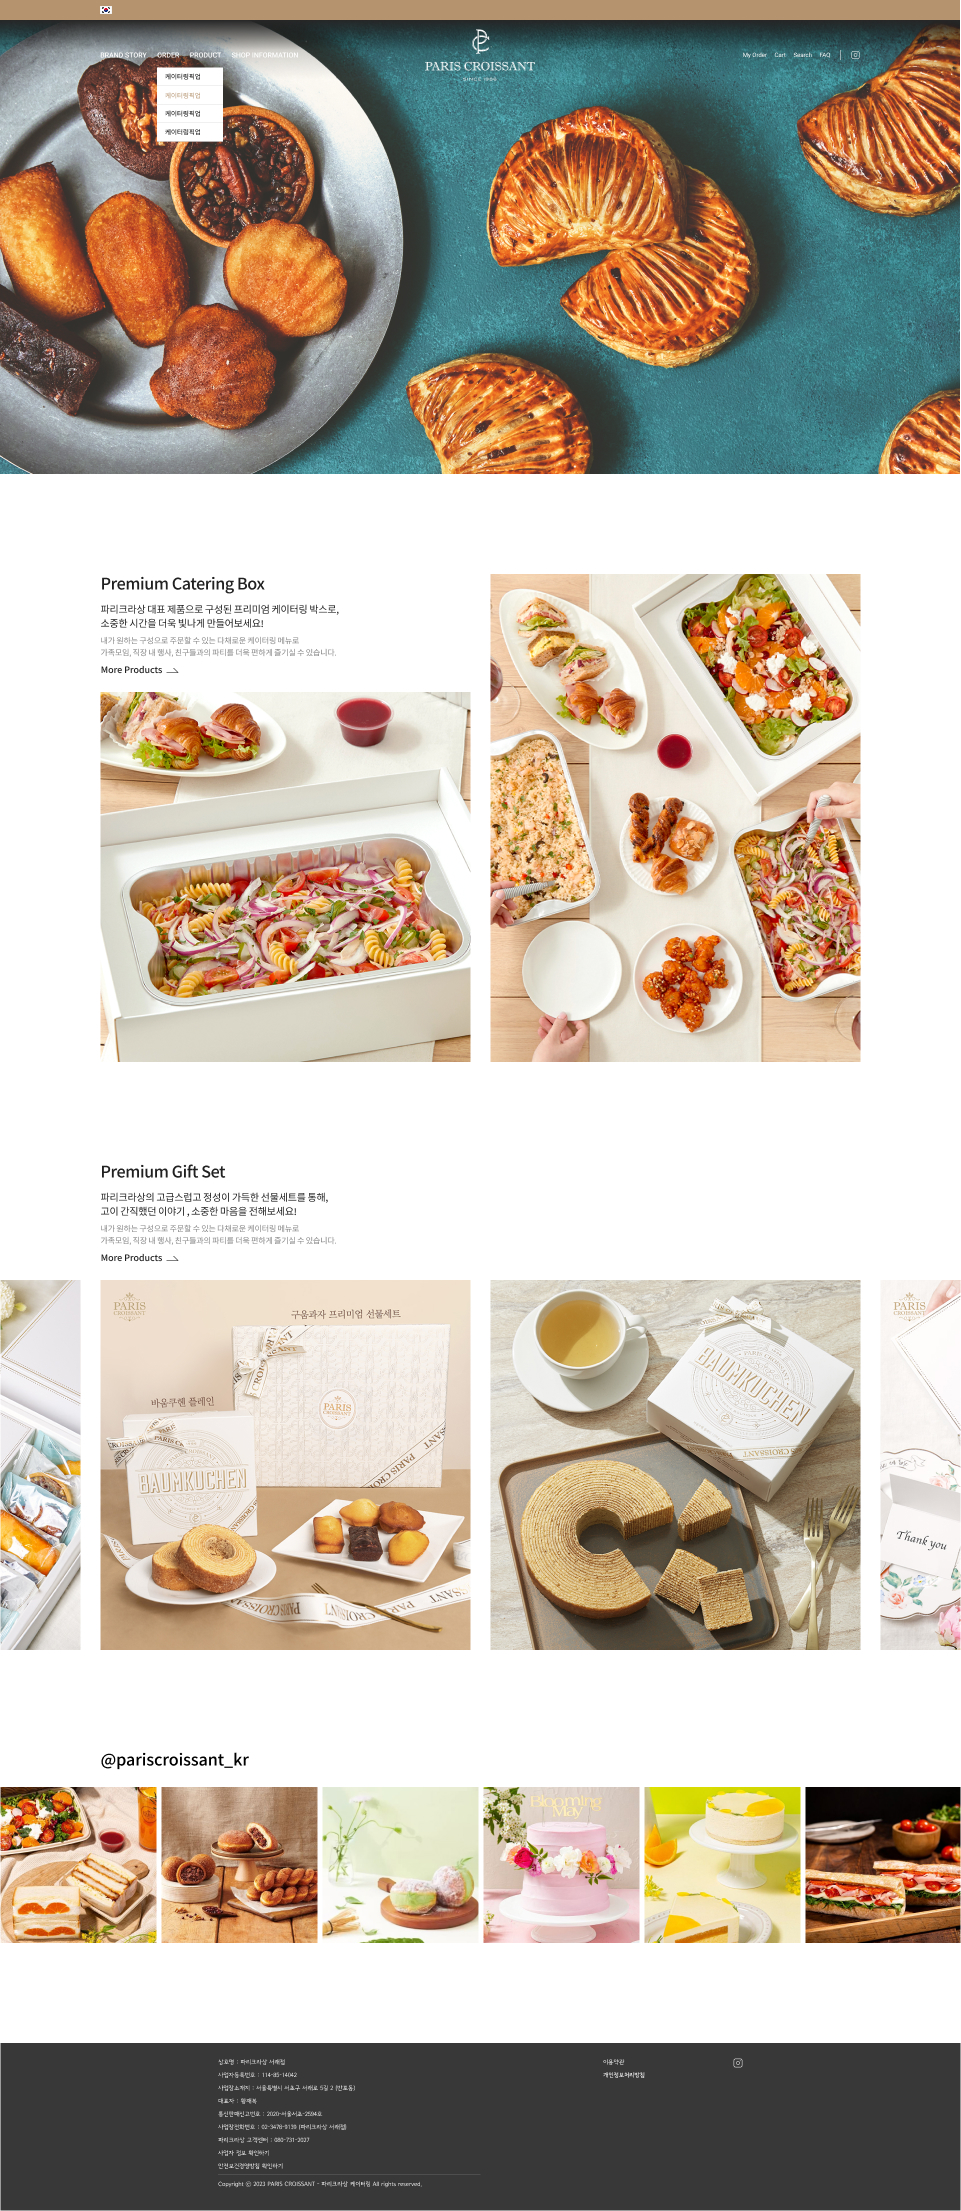 BRAND STORY
ORDER
PRODUCT
SHOP INFORMATION
PARIS CROISSANT
SINCE 1986
My Order
Cart
Search
FAQ
케이터링픽업
케이터링픽업
케이터링픽업
케이터링픽업
Premium Catering Box
파리크라상 대표 제품으로 구성된 프리미엄 케이터링 박스로,
소중한 시간을 더욱 빛나게 만들어보세요!
내가 원하는 구성으로 주문할 수 있는 다채로운 케이터링 메뉴로
가족모임, 직장 내 행사, 친구들과의 파티를 더욱 편하게 즐기실 수 있습니다.
More Products
Premium Gift Set
파리크라상의 고급스럽고 정성이 가득한 선물세트를 통해,
고이 간직했던 이야기 , 소중한 마음을 전해보세요!
내가 원하는 구성으로 주문할 수 있는 다채로운 케이터링 메뉴로
가족모임, 직장 내 행사, 친구들과의 파티를 더욱 편하게 즐기실 수 있습니다.
More Products
PARIS
CROISSANT
구움과자 프리미엄 선물세트
바움쿠헨 플레인
PARIS
CROISSANT
BAUMKUCHEN
PARIS CROISSANT
BAUMKUCHEN
PARIS
CROISSANT
Thank you
@pariscroissant_kr
Blooming
May
상호명 : 파리크라상 서래점
사업자등록번호 : 114-85-14042
사업장소재지 : 서울특별시 서초구 서래로 5길 2 (반포동)
대표자 : 황재복
통신판매신고번호 : 2020-서울서초-2594호
사업장전화번호 : 02-3478-9139 (파리크라상 서래점)
파리크라상 고객센터 : 080-731-2027
사업자 정보 확인하기
안전보건경영방침 확인하기
이용약관
개인정보처리방침
Copyright ⓒ 2023 PARIS CROISSANT - 파리크라상 케이터링 All rights reserved.